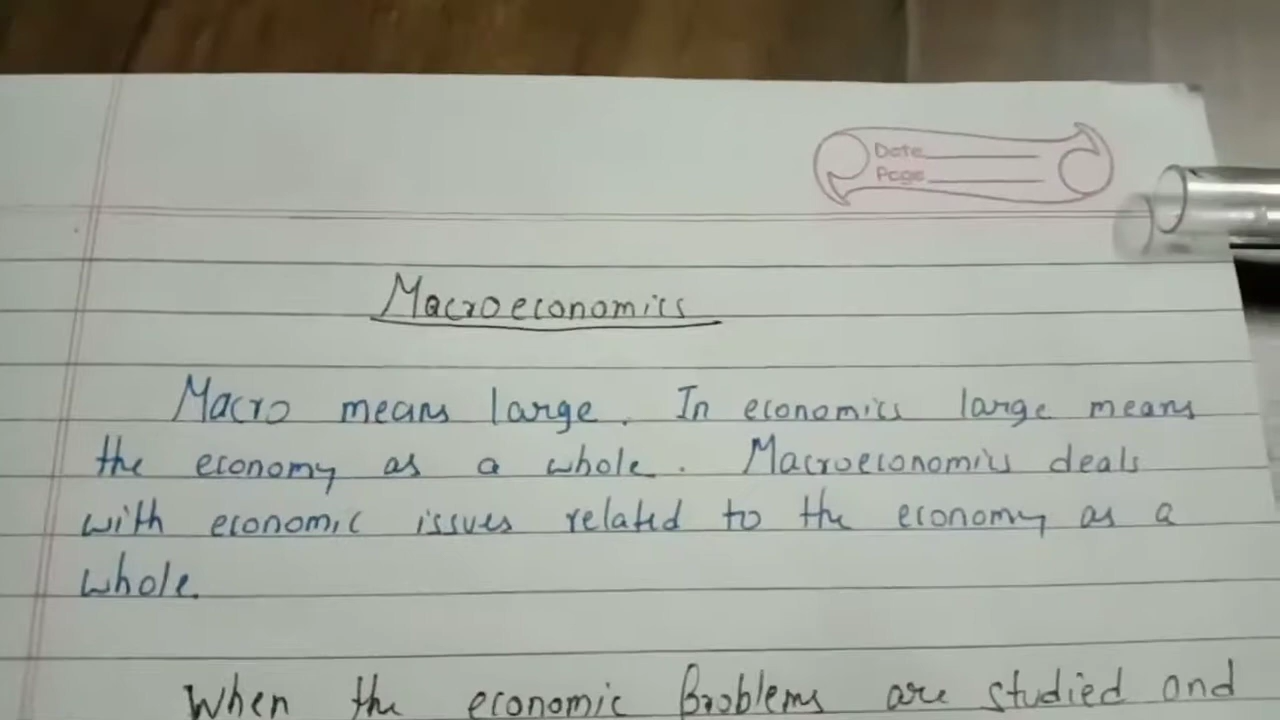 Date
Page
Macroeconomics
Macro means large. In economics large means
the economy as a whole. Macroeconomics deals
with economic issues related to the economy as a
whole.
When the economic Problems are studied and